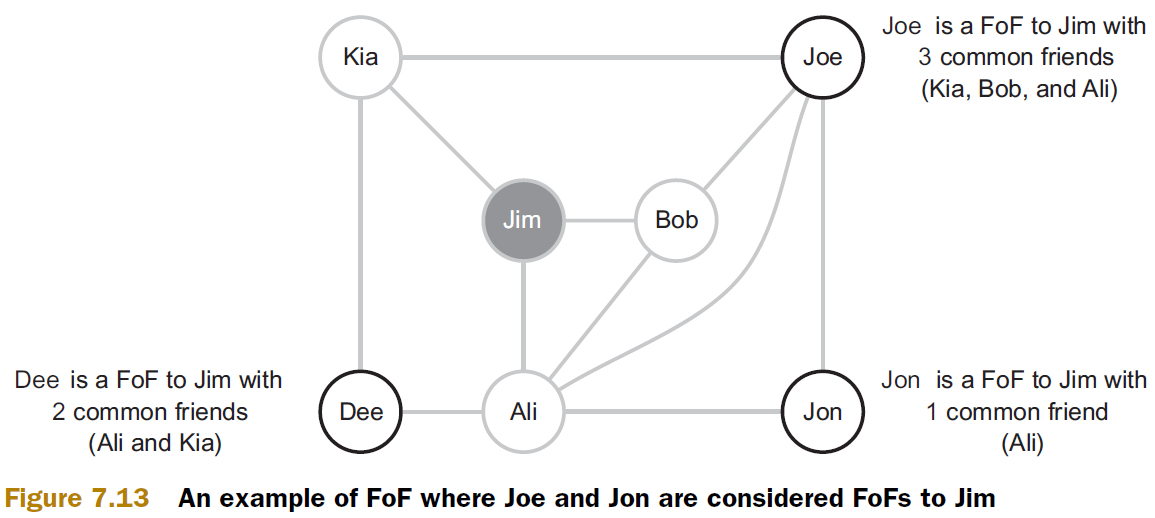 Kia
Joe
Joe is a FoF to Jim with
3 common friends
(Kia, Bob, and Ali)
Jim
Bob
Dee is a FoF to Jim with
2 common friends
(Ali and Kia)
Dee
Ali
Jon
Jon is a FoF to Jim with
1 common friend
(Ali)
Figure 7.13 An example of FoF where Joe and Jon are considered FoFs to Jim